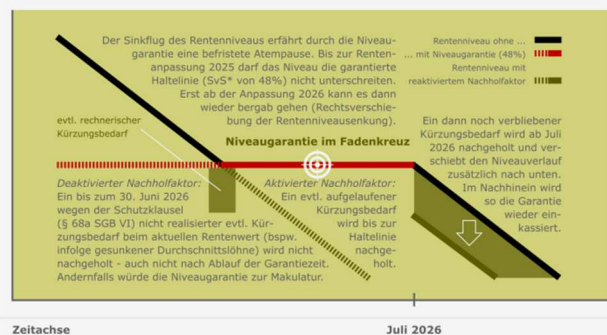 Der Sinkflug des Rentenniveaus erfährt durch die Niveau-
garantie eine befristete Atempause. Bis zur Renten-
anpassung 2025 darf das Niveau die garantierte
Haltelinie (SvS* von 48%) nicht unterschreiten.
Erst ab der Anpassung 2026 kann es dann
wieder bergab gehen (Rechtsverschie-
bung der Rentenniveausenkung).
Rentenniveau ohne ...
... mit Niveaugarantie (48%)
Rentenniveau mit
reaktiviertem Nachholfaktor
evtl. rechnerischer
Kürzungsbedarf
Niveaugarantie im Fadenkreuz
Ein dann noch verbliebener
Kürzungsbedarf wird ab Juli
2026 nachgeholt und ver-
schiebt den Niveauverlauf
zusätzlich nach unten.
Im Nachhinein wird
so die Garantie
wieder ein-
kassiert.
Deaktivierter Nachholfaktor:
Ein bis zum 30. Juni 2026
wegen der Schutzklausel
(§ 68a SGB VI) nicht realisierter evtl. Kür-
zungsbedarf beim aktuellen Rentenwert (bspw.
infolge gesunkener Durchschnittslöhne) wird nicht
nachgeholt - auch nicht nach Ablauf der Garantiezeit.
Andernfalls würde die Niveaugarantie zur Makulatur.
Aktivierter Nachholfaktor:
Ein evtl. aufgelaufener
Kürzungsbedarf
wird bis zur
Haltelinie
nachge-
holt.
Zeitachse
Juli 2026